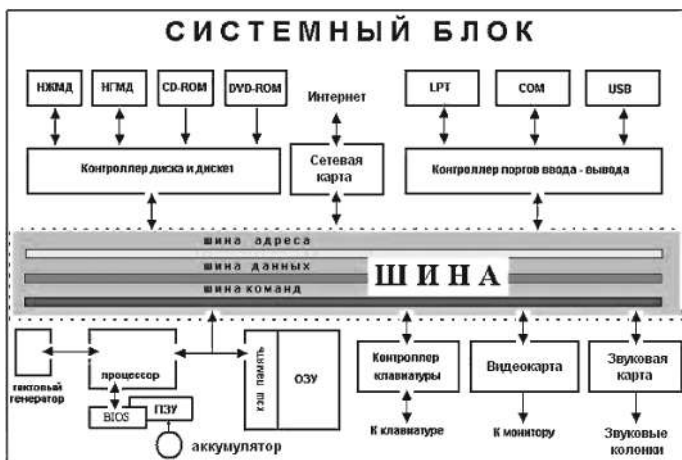 СИСТЕМНЫЙ БЛОК
НЖМД
НГМД
CD-ROM
DVD-ROM
Интернет
LPT
COM
USB
Контроллер диска и дискет
Сетевая
карта
Контроллер портов ввода - вывода
шина адреса
шина данных
шина команд
ШИНА
тактовый
генератор
процессор
BIOS
ПЗУ
аккумулятор
кэш память
ОЗУ
Контроллер
клавиатуры
Видеокарта
Звуковая
карта
К клавиатуре
К монитору
Звуковые
колонки